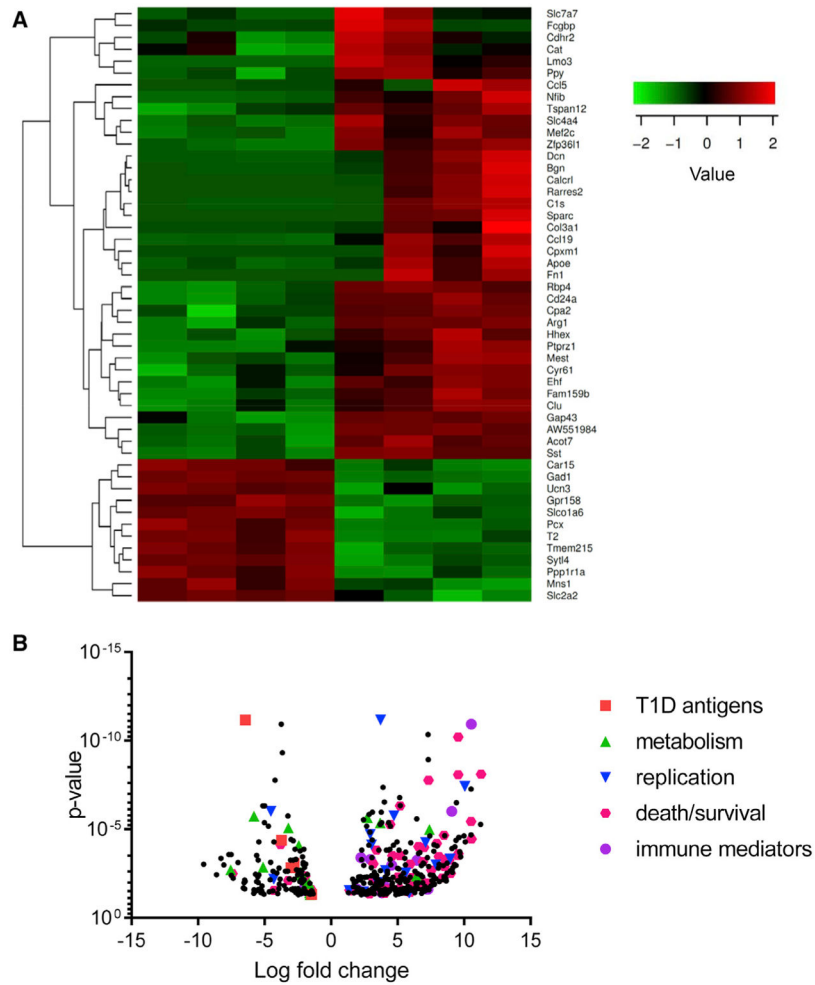 A
Slc7a7
Fcgbp
Cdhr2
Cat
Lmo3
Ppy
Ccl5
Nfib
Tspan12
Slc4a4
Mef2c
Zfp36l1
Dcn
Bgn
Calcrl
Rarres2
C1s
Sparc
Col3a1
Ccl19
Cpxm1
Apoe
Fn1
Rbp4
Cd24a
Cpa2
Arg1
Hhex
Ptprz1
Mest
Cyr61
Ehf
Fam159b
Clu
Gap43
AW551984
Acot7
Sst
Car15
Gad1
Ucn3
Gpr158
Slco1a6
Pcx
T2
Tmem215
Sytl4
Ppp1r1a
Mns1
Slc2a2
−2 −1 0 1 2
Value
B
10-15
10-10
10-5
100
p-value
-15 -10 -5 0 5 10 15
Log fold change
T1D antigens
metabolism
replication
death/survival
immune mediators